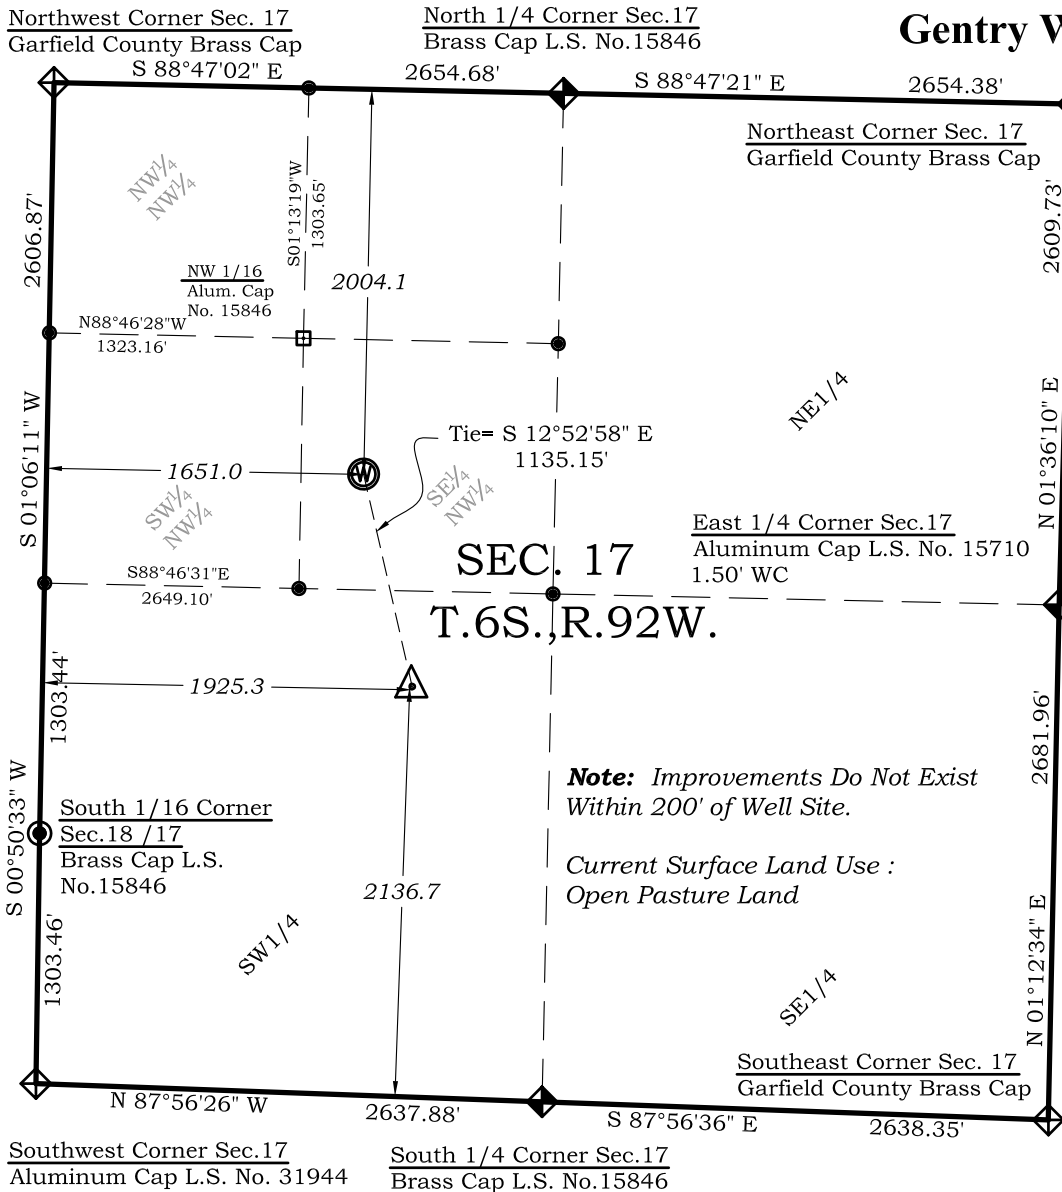 Northwest Corner Sec. 17
Garfield County Brass Cap
North 1/4 Corner Sec.17
Brass Cap L.S. No.15846
Gentry
S 88°47'02" E
2654.68'
S 88°47'21" E
2654.38'
Northeast Corner Sec. 17
Garfield County Brass Cap
NW¼
NW¼
S01°13'19"W
1303.65'
2606.87'
2609.73'
NW 1/16
Alum. Cap
No. 15846
2004.1
N88°46'28"W
1323.16'
NE1/4
S 01°06'11" W
N 01°36'10" E
Tie= S 12°52'58" E
1135.15'
1651.0
W
SW¼
NW¼
SE¼
NW¼
East 1/4 Corner Sec.17
Aluminum Cap L.S. No. 15710
1.50' WC
SEC. 17
T.6S.,R.92W.
S88°46'31"E
2649.10'
1303.44'
1925.3
2681.96'
Note: Improvements Do Not Exist
Within 200' of Well Site.
Current Surface Land Use :
Open Pasture Land
S 00°50'33" W
South 1/16 Corner
Sec.18 /17
Brass Cap L.S.
No.15846
2136.7
SW1/4
1303.46'
SE1/4
N 01°12'34" E
Southeast Corner Sec. 17
Garfield County Brass Cap
N 87°56'26" W
2637.88'
S 87°56'36" E
2638.35'
Southwest Corner Sec.17
Aluminum Cap L.S. No. 31944
South 1/4 Corner Sec.17
Brass Cap L.S. No.15846